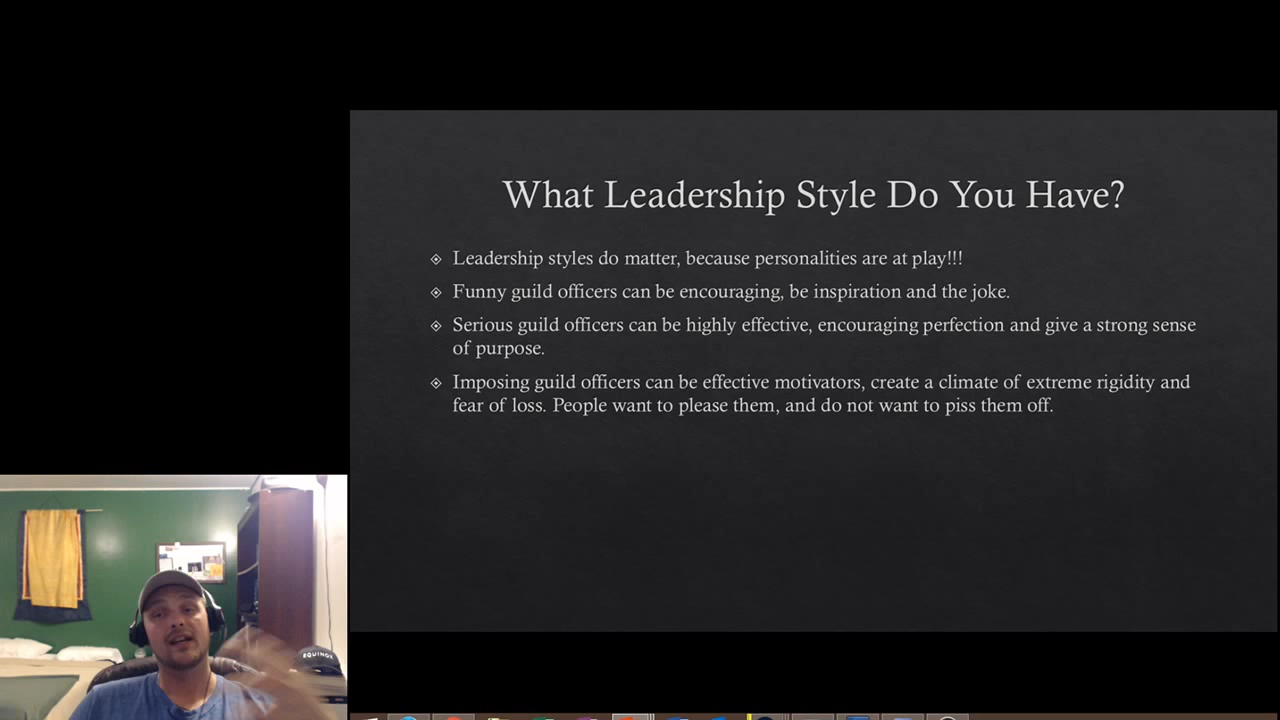 What Leadership Style Do You Have?
Leadership styles do matter, because personalities are at play!!!
Funny guild officers can be encouraging, be inspiration and the joke.
Serious guild officers can be highly effective, encouraging perfection and give a strong sense
of purpose.
Imposing guild officers can be effective motivators, create a climate of extreme rigidity and
fear of loss. People want to please them, and do not want to piss them off.
EQUINOX